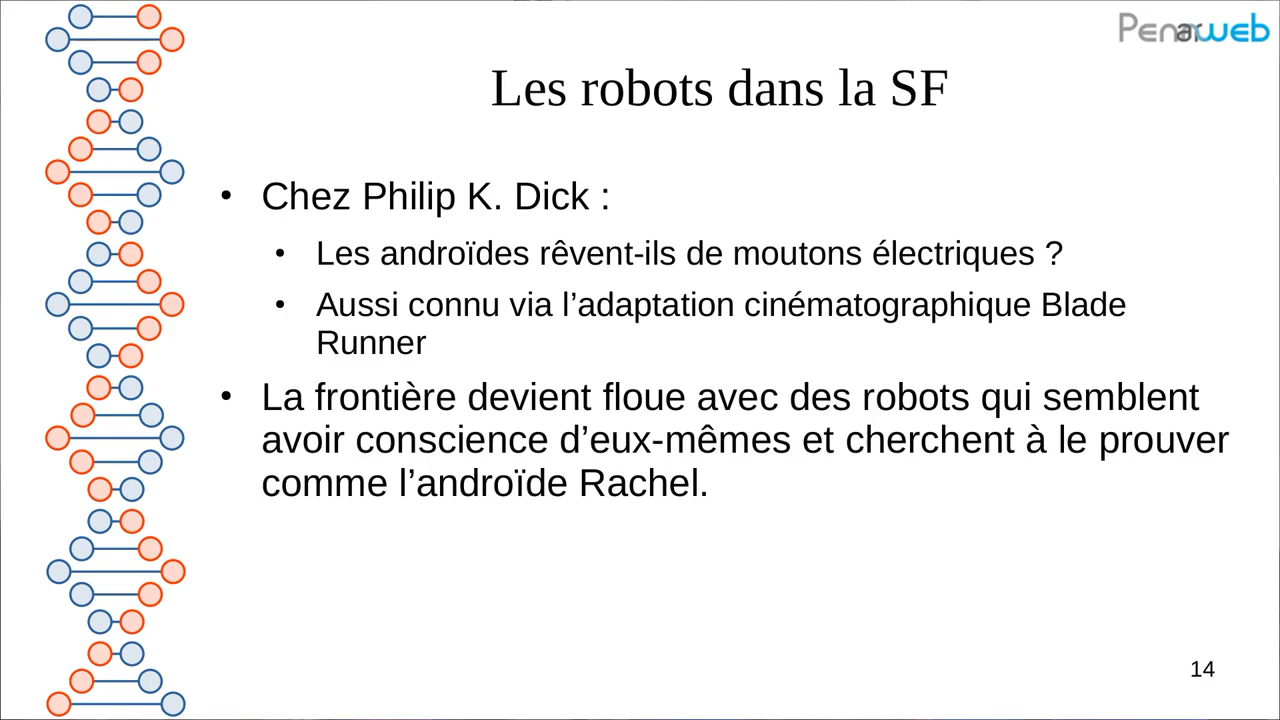 Penarweb
Les robots dans la SF
• Chez Philip K. Dick :
• Les androïdes rêvent-ils de moutons électriques ?
• Aussi connu via l’adaptation cinématographique Blade
Runner
• La frontière devient floue avec des robots qui semblent
avoir conscience d’eux-mêmes et cherchent à le prouver
comme l’androïde Rachel.
14